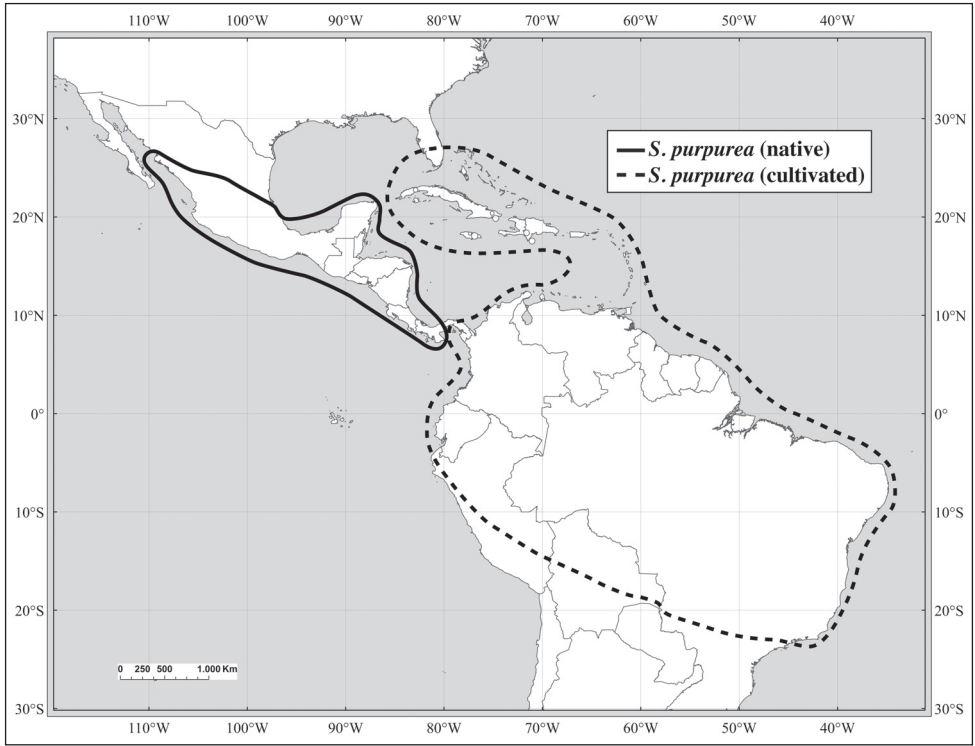 110°W 100°W 90°W 80°W 70°W 60°W 50°W 40°W
30°N 30°N
S. purpurea (native)
S. purpurea (cultivated)
20°N 20°N
10°N 10°N
0° 0°
10°S 10°S
20°S 20°S
0 250 500 1.000 Km
30°S 30°S
110°W 100°W 90°W 80°W 70°W 60°W 50°W 40°W